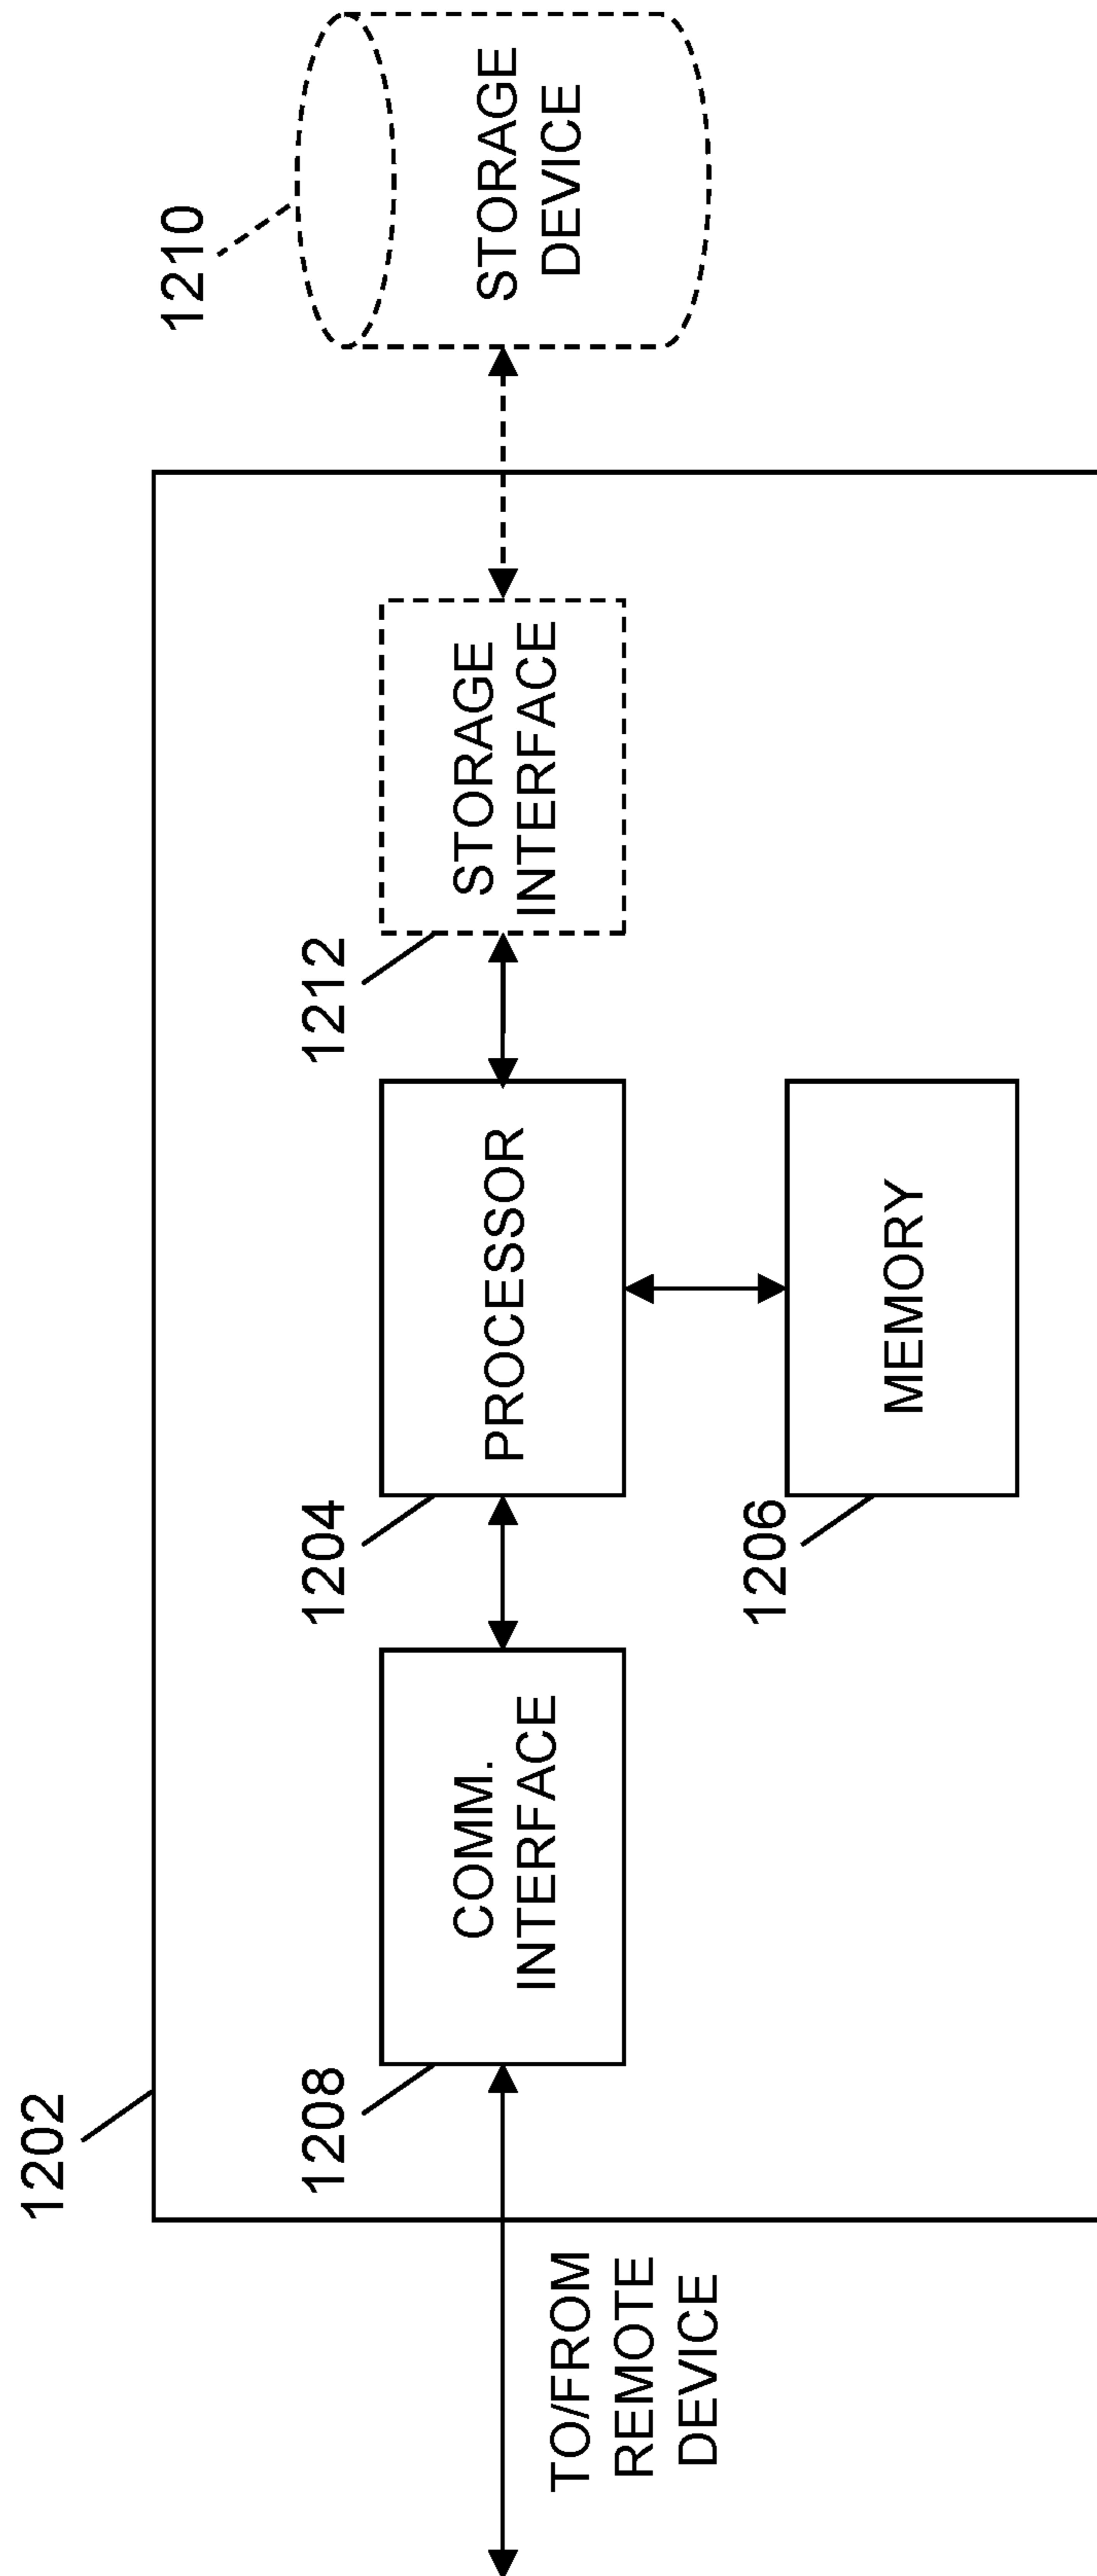 1202
1208
COMM.
INTERFACE
1204
PROCESSOR
1212
STORAGE
INTERFACE
1210
STORAGE
DEVICE
TO/FROM
REMOTE
DEVICE
1206
MEMORY